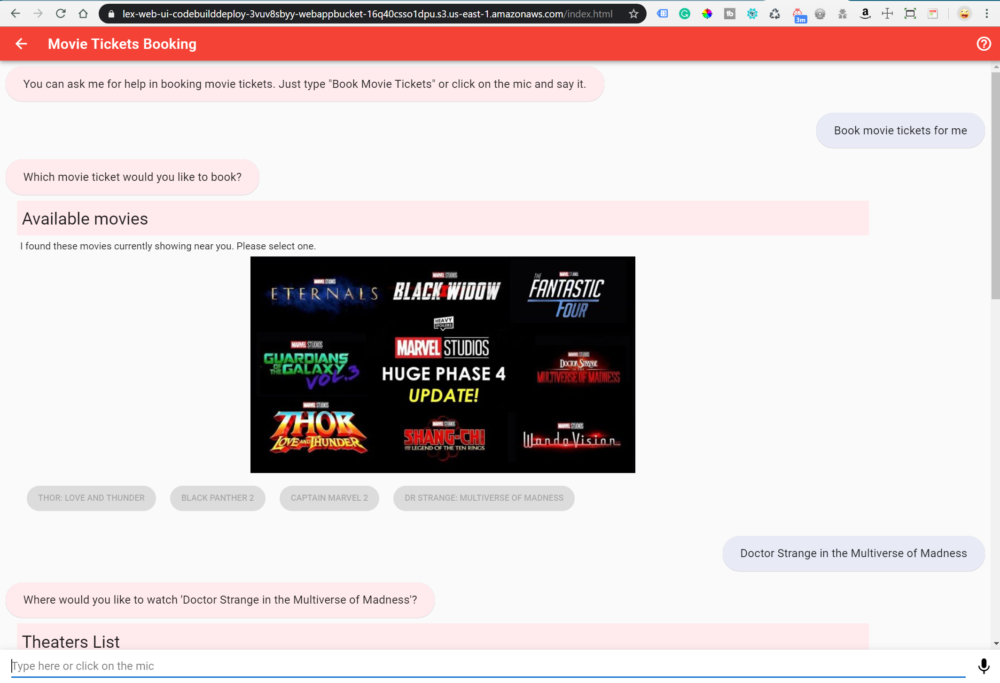 lex-web-ui-codebuilddeploy-3vuv8sbyy-webappbucket-16q40csso1dpu.s3.us-east-1.amazonaws.com/index.html
3m
Movie Tickets Booking
You can ask me for help in booking movie tickets. Just type "Book Movie Tickets" or click on the mic and say it.
Book movie tickets for me
Which movie ticket would you like to book?
Available movies
I found these movies currently showing near you. Please select one.
MARVEL STUDIOS
ETERNALS
MARVEL STUDIOS
BLACK WIDOW
MARVEL STUDIOS
THE
FANTASTIC
FOUR
HEAVY
SPOILERS
MARVEL STUDIOS
GUARDIANS
OF THE GALAXY
VOL.3
MARVEL STUDIOS
HUGE PHASE 4
UPDATE!
MARVEL STUDIOS
DOCTOR STRANGE
IN THE
MULTIVERSE OF MADNESS
MARVEL STUDIOS
THOR
LOVE AND THUNDER
MARVEL STUDIOS
SHANG-CHI
AND THE LEGEND OF THE TEN RINGS
MARVEL STUDIOS
WandaVision
THOR: LOVE AND THUNDER
BLACK PANTHER 2
CAPTAIN MARVEL 2
DR STRANGE: MULTIVERSE OF MADNESS
Doctor Strange in the Multiverse of Madness
Where would you like to watch 'Doctor Strange in the Multiverse of Madness'?
Theaters List
Type here or click on the mic